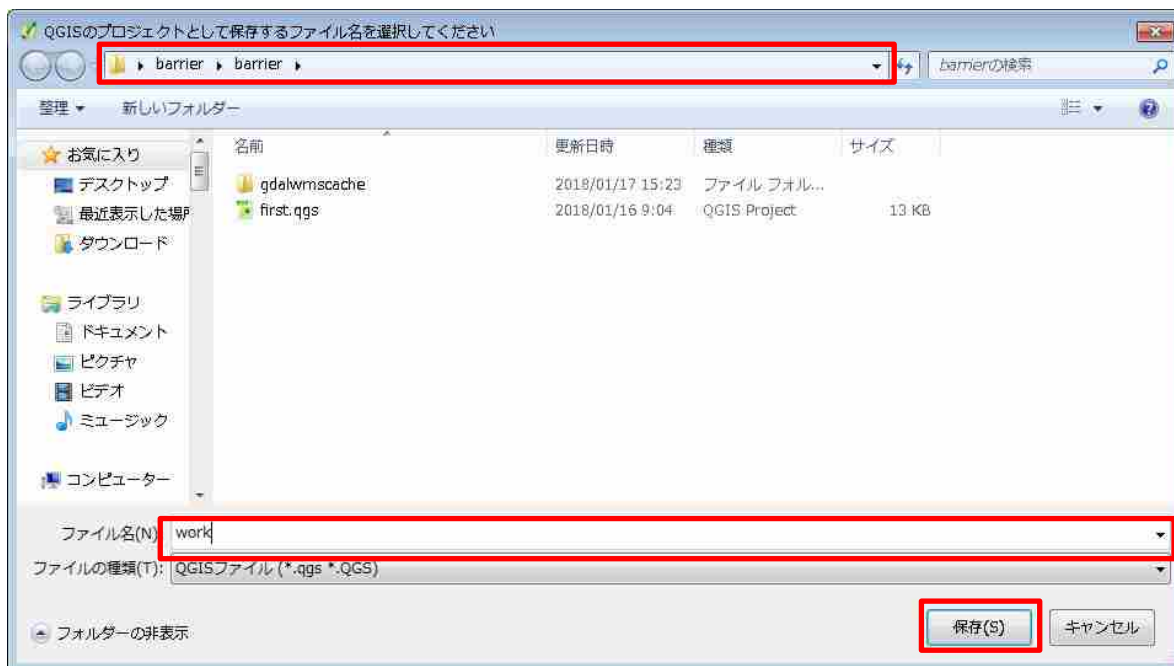 QGISのプロジェクトとして保存するファイル名を選択してください
barrier barrier
barrierの検索
整理 新しいフォルダー
名前 更新日時 種類 サイズ
お気に入り
デスクトップ
最近表示した場所
ダウンロード
ライブラリ
ドキュメント
ピクチャ
ビデオ
ミュージック
コンピューター
gdalwmscache 2018/01/17 15:23 ファイル フォル...
first.qgs 2018/01/16 9:04 QGIS Project 13 KB
ファイル名(N) work
ファイルの種類(T): QGISファイル (*.qgs *.QGS)
フォルダーの非表示
保存(S) キャンセル